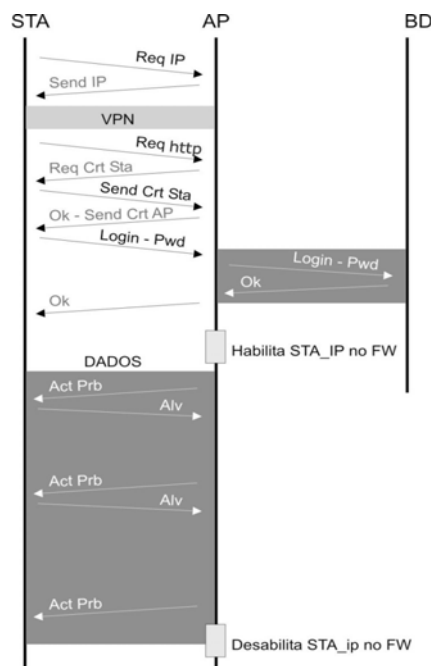 STA AP BD
Req IP
Send IP
VPN
Req http
Req Crt Sta
Send Crt Sta
Ok - Send Crt AP
Login - Pwd
Login - Pwd
Ok
Ok
Habilita STA_IP no FW
DADOS
Act Prb
Alv
Act Prb
Alv
Act Prb
Desabilita STA_ip no FW